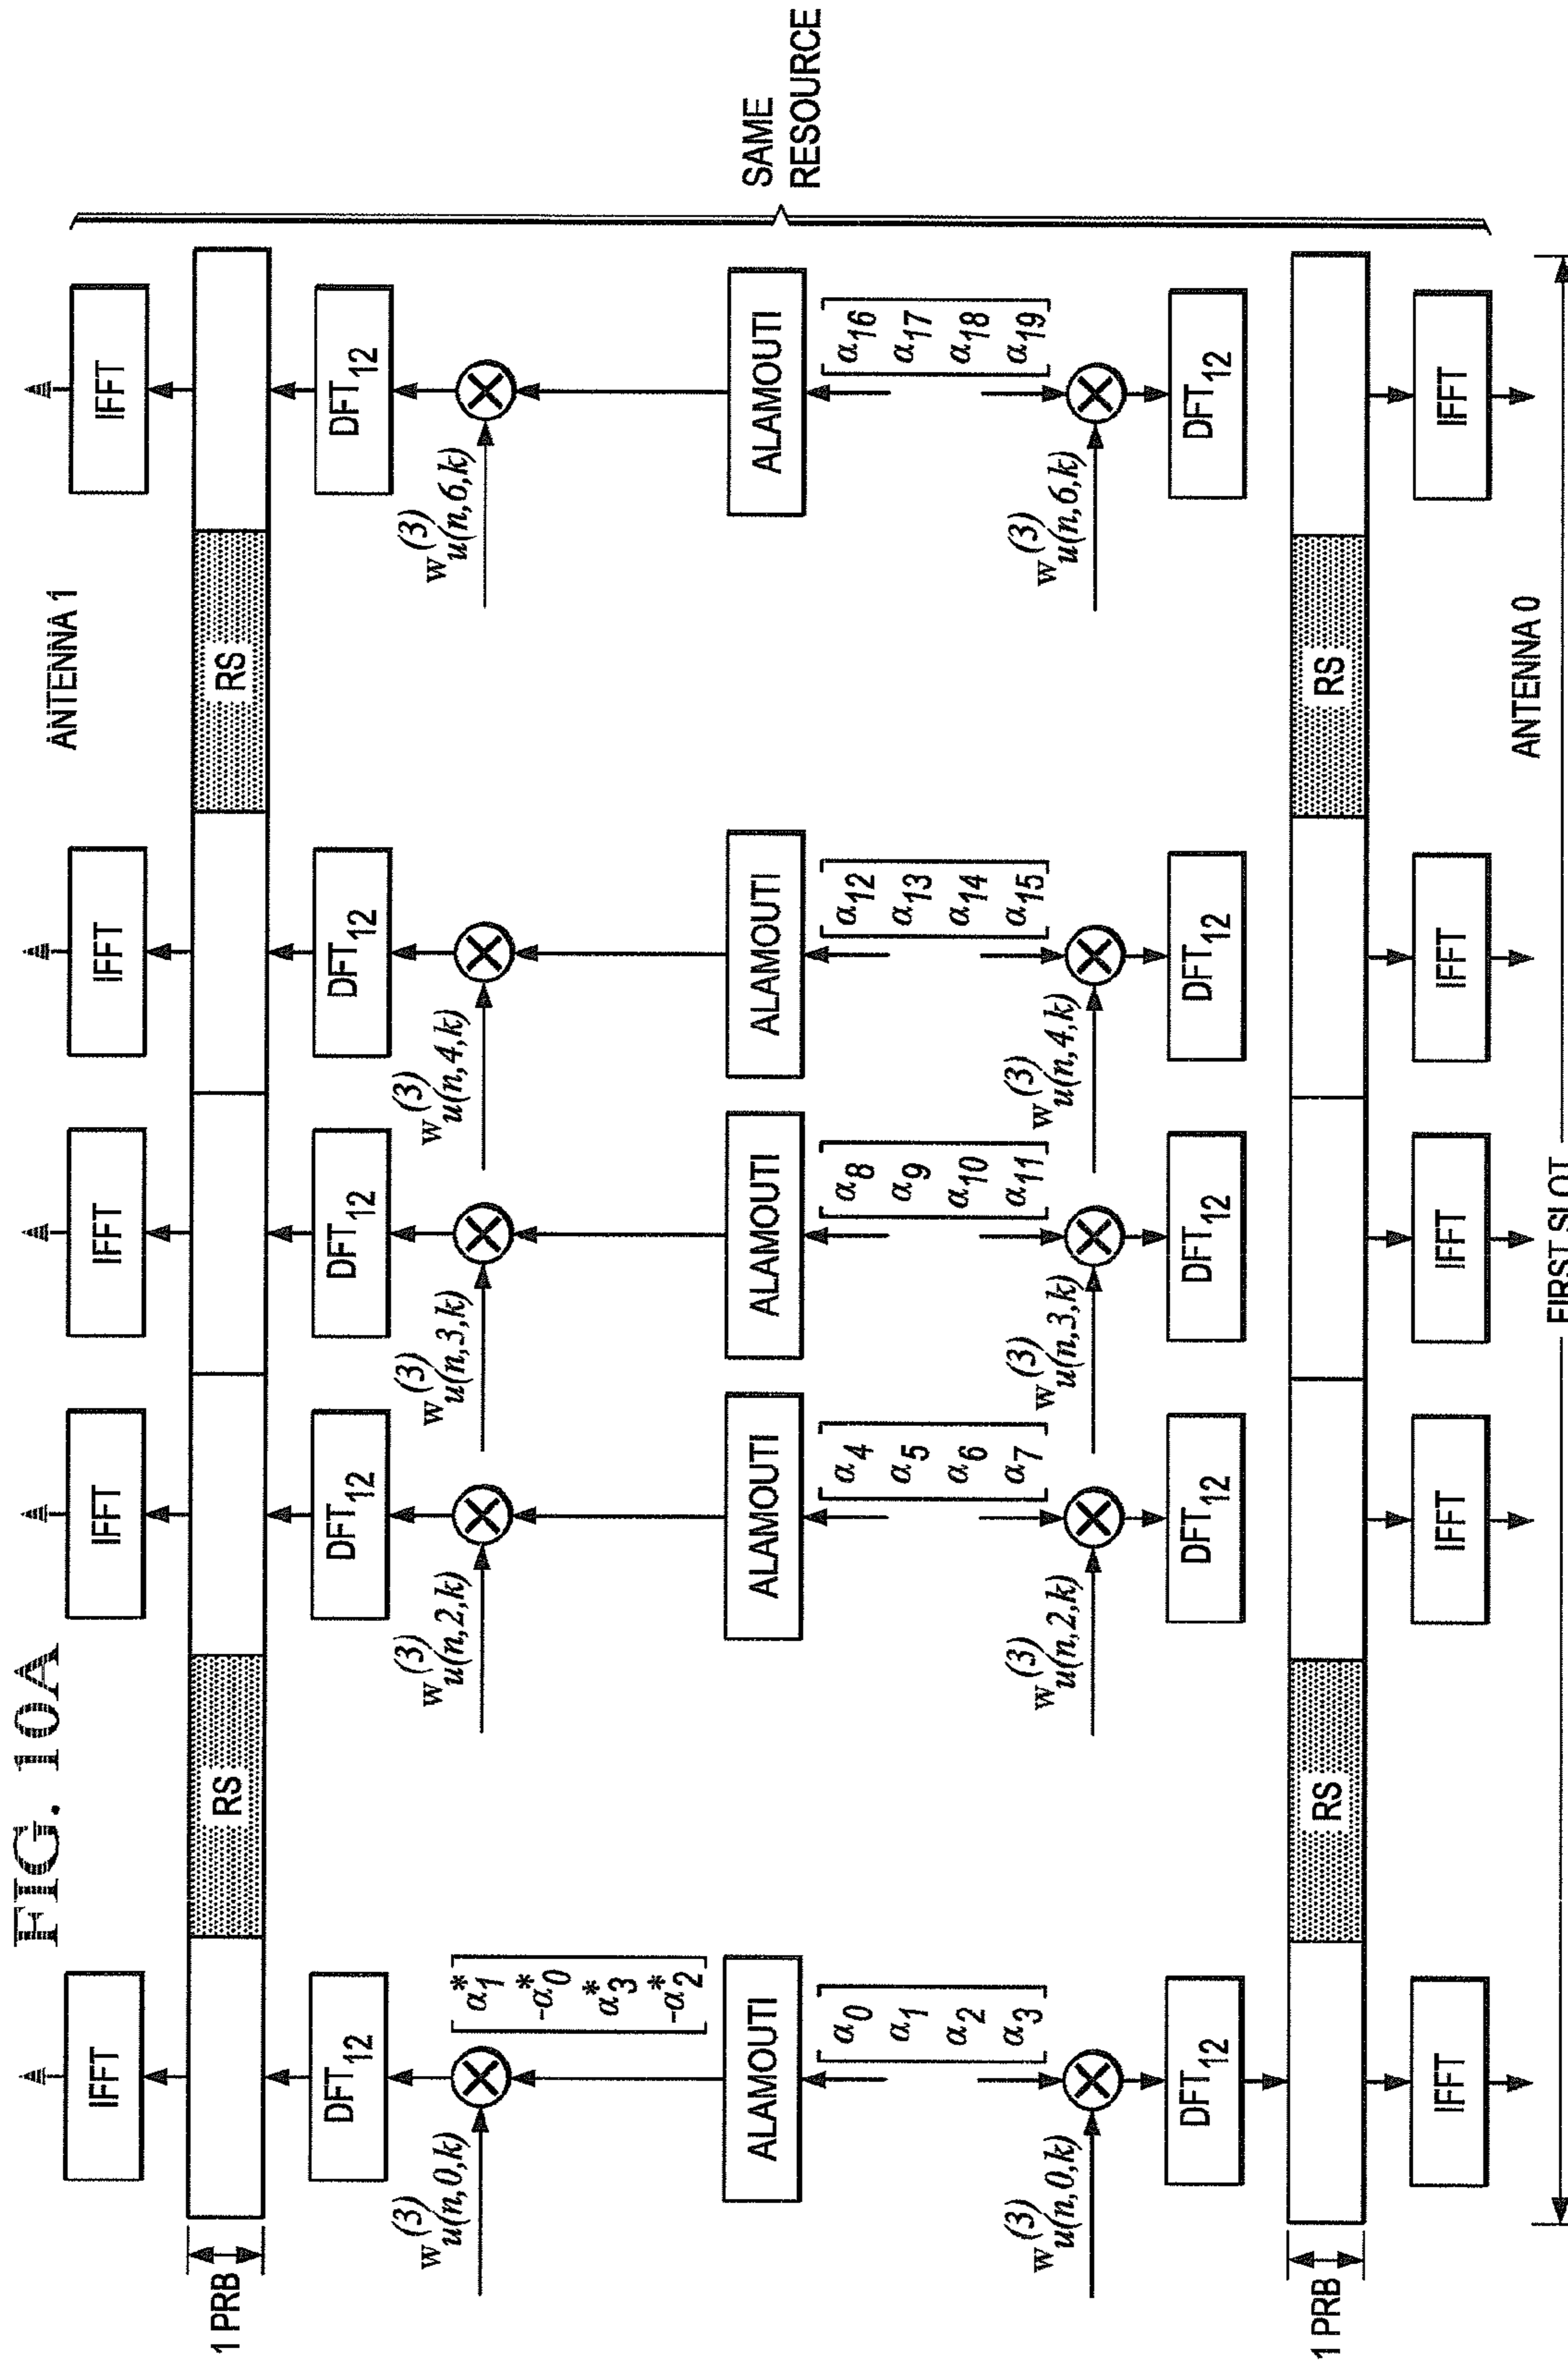 FIG. 10A
ANTENNA 1
IFFT IFFT IFFT IFFT IFFT
1 PRB RS RS
DFT12 DFT12 DFT12 DFT12 DFT12
w(3)u(n,0,k) w(3)u(n,2,k) w(3)u(n,3,k) w(3)u(n,4,k) w(3)u(n,6,k)
α*1
-α*0
α*3
-α*2
SAME
RESOURCE
ALAMOUTI ALAMOUTI ALAMOUTI ALAMOUTI ALAMOUTI
α0 α4 α8 α12 α16
α1 α5 α9 α13 α17
α2 α6 α10 α14 α18
α3 α7 α11 α15 α19
w(3)u(n,0,k) w(3)u(n,2,k) w(3)u(n,3,k) w(3)u(n,4,k) w(3)u(n,6,k)
DFT12 DFT12 DFT12 DFT12 DFT12
1 PRB RS RS
IFFT IFFT IFFT IFFT IFFT
ANTENNA 0
FIRST SLOT